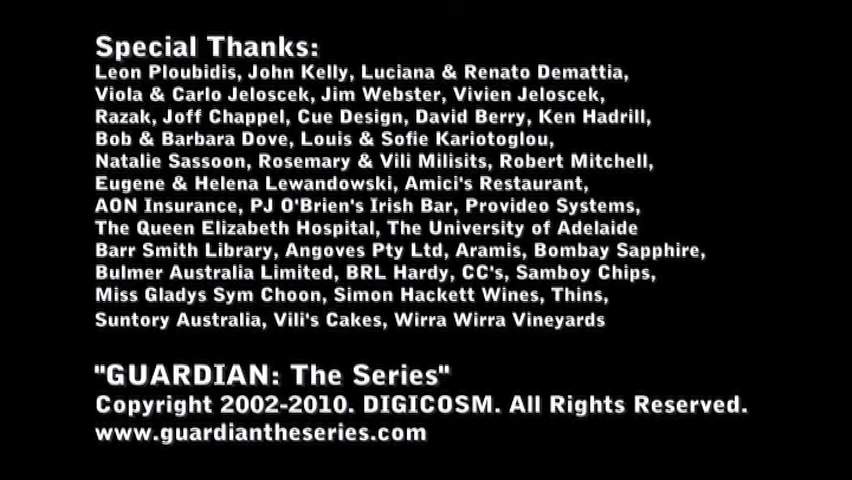 Special Thanks:
Leon Ploubidis, John Kelly, Luciana & Renato Demattia,
Viola & Carlo Jeloscek, Jim Webster, Vivien Jeloscek,
Razak, Joff Chappel, Cue Design, David Berry, Ken Hadrill,
Bob & Barbara Dove, Louis & Sofie Kariotoglou,
Natalie Sassoon, Rosemary & Vili Milisits, Robert Mitchell,
Eugene & Helena Lewandowski, Amici's Restaurant,
AON Insurance, PJ O'Brien's Irish Bar, Provideo Systems,
The Queen Elizabeth Hospital, The University of Adelaide
Barr Smith Library, Angoves Pty Ltd, Aramis, Bombay Sapphire,
Bulmer Australia Limited, BRL Hardy, CC's, Samboy Chips,
Miss Gladys Sym Choon, Simon Hackett Wines, Thins,
Suntory Australia, Vili's Cakes, Wirra Wirra Vineyards
"GUARDIAN: The Series"
Copyright 2002-2010. DIGICOSM. All Rights Reserved.
www.guardiantheseries.com